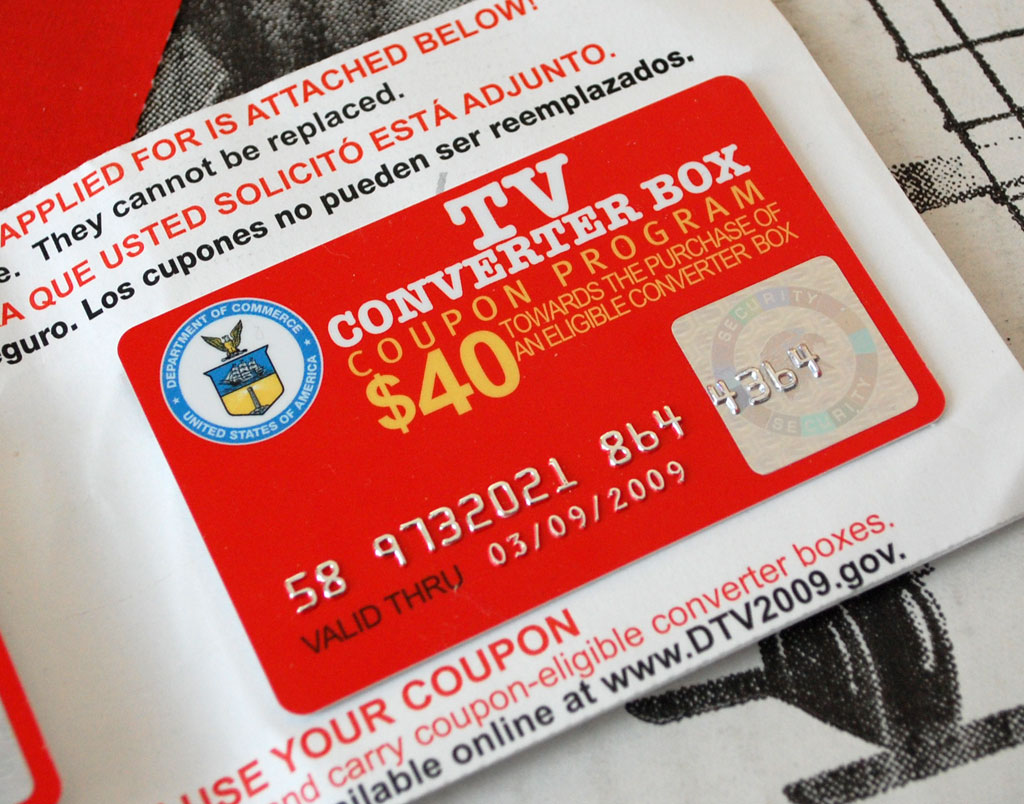 APPLIED FOR IS ATTACHED BELOW!
They cannot be replaced.
A QUE USTED SOLICITÓ ESTÁ ADJUNTO.
Los cupones no pueden ser reemplazados.
TV
CONVERTER BOX
COUPON PROGRAM
$40 TOWARDS THE PURCHASE OF
AN ELIGIBLE CONVERTER BOX
DEPARTMENT OF COMMERCE
UNITED STATES OF AMERICA
SECURITY
SECURITY
58 9732021 864 4364
VALID THRU 03/09/2009
USE YOUR COUPON
and carry coupon-eligible converter boxes.
available online at www.DTV2009.gov.